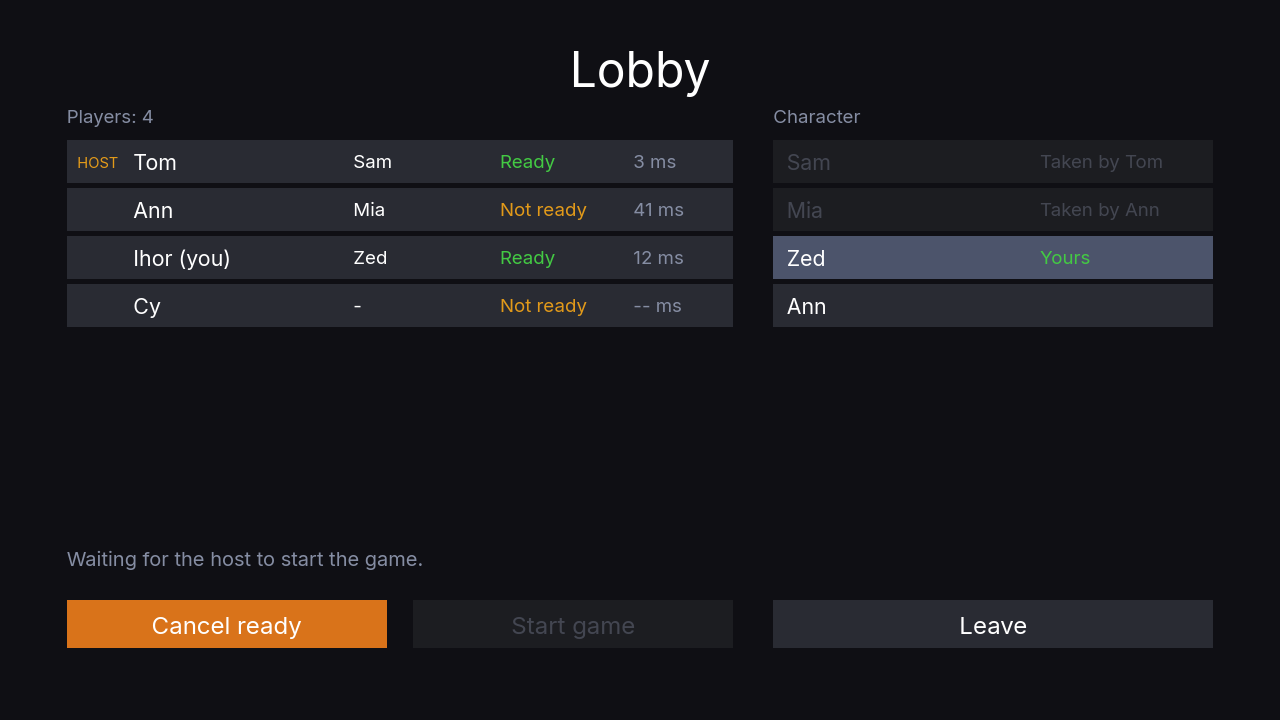 Lobby
Players: 4
Character
HOST Tom Sam Ready 3 ms
Sam Taken by Tom
Ann Mia Not ready 41 ms
Mia Taken by Ann
Ihor (you) Zed Ready 12 ms
Zed Yours
Cy - Not ready -- ms
Ann
Waiting for the host to start the game.
Cancel ready
Start game
Leave